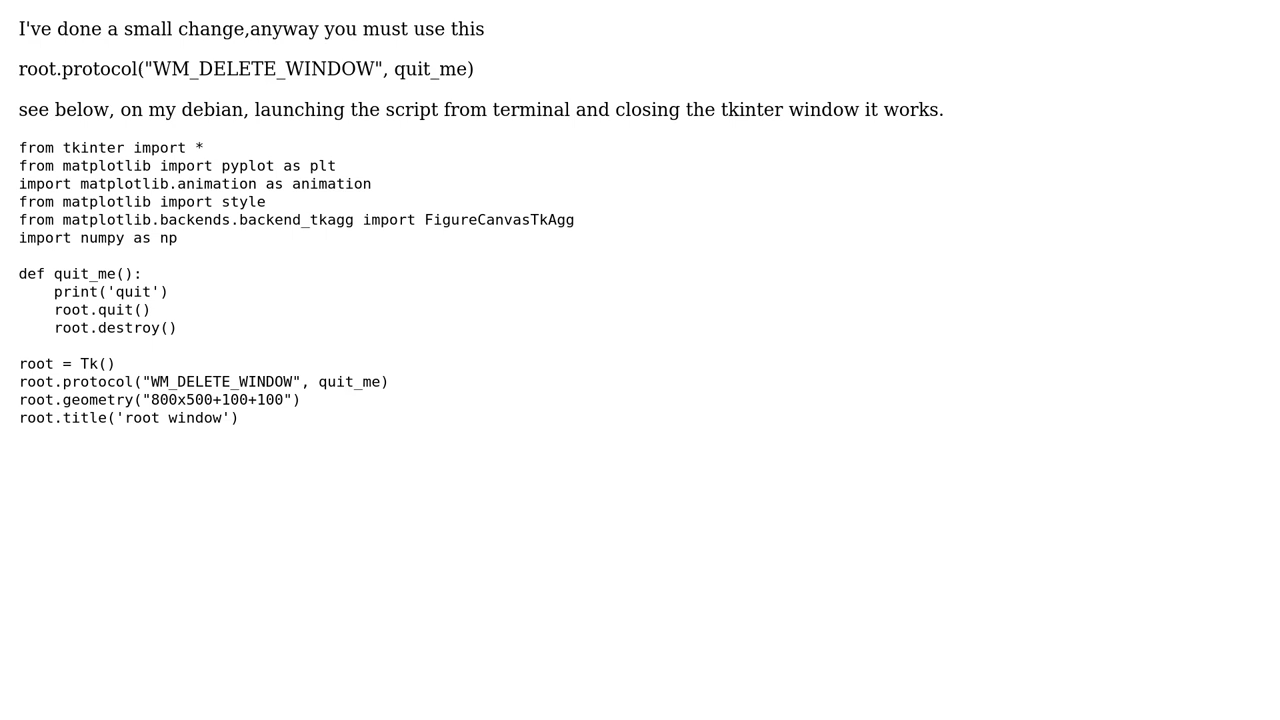 I've done a small change,anyway you must use this
root.protocol("WM_DELETE_WINDOW", quit_me)
see below, on my debian, launching the script from terminal and closing the tkinter window it works.
from tkinter import *
from matplotlib import pyplot as plt
import matplotlib.animation as animation
from matplotlib import style
from matplotlib.backends.backend_tkagg import FigureCanvasTkAgg
import numpy as np
def quit_me():
    print('quit')
    root.quit()
    root.destroy()
root = Tk()
root.protocol("WM_DELETE_WINDOW", quit_me)
root.geometry("800x500+100+100")
root.title('root window')